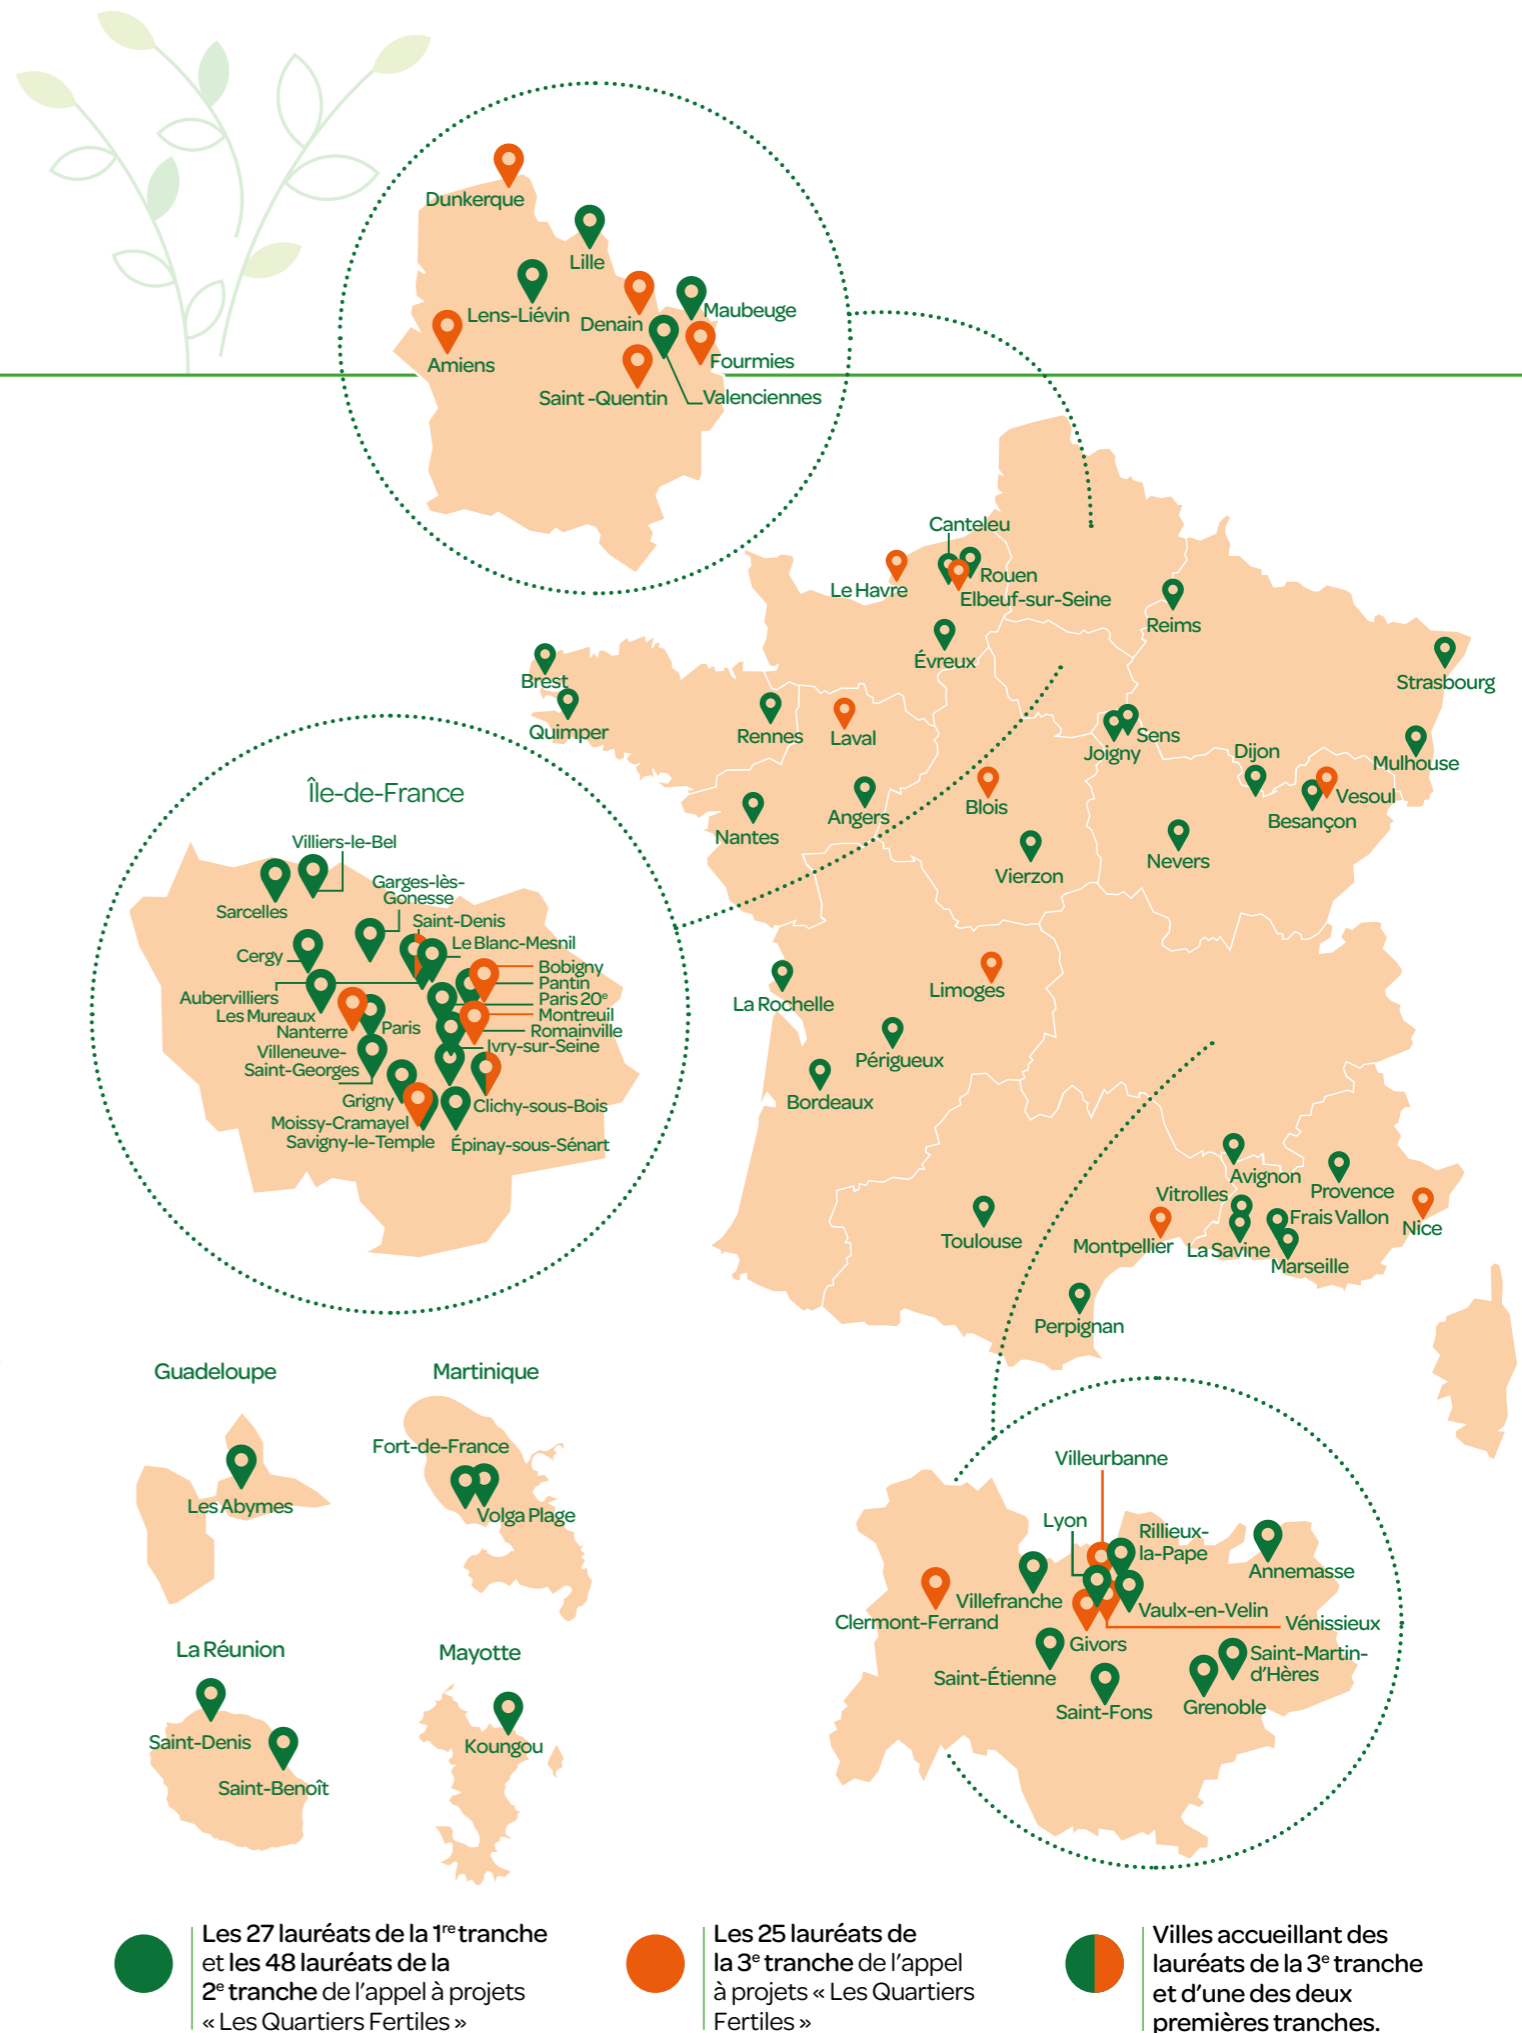 Dunkerque
Lille
Lens-Liévin
Denain
Maubeuge
Amiens
Fourmies
Saint-Quentin
Valenciennes
Canteleu
Le Havre
Rouen
Elbeuf-sur-Seine
Reims
Évreux
Strasbourg
Brest
Quimper
Rennes
Laval
Sens
Joigny
Dijon
Mulhouse
Vesoul
Besançon
Blois
Angers
Nantes
Nevers
Vierzon
La Rochelle
Limoges
Périgueux
Bordeaux
Avignon
Provence
Vitrolles
Frais Vallon
Nice
Toulouse
Montpellier
La Savine
Marseille
Perpignan
Île-de-France
Villiers-le-Bel
Garges-lès-
Gonesse
Sarcelles
Saint-Denis
Le Blanc-Mesnil
Cergy
Bobigny
Pantin
Aubervilliers
Paris 20e
Les Mureaux
Montreuil
Nanterre
Paris
Romainville
Ivry-sur-Seine
Villeneuve-
Saint-Georges
Grigny
Clichy-sous-Bois
Moissy-Cramayel
Savigny-le-Temple
Épinay-sous-Sénart
Guadeloupe
Les Abymes
Martinique
Fort-de-France
Volga Plage
La Réunion
Saint-Denis
Saint-Benoît
Mayotte
Koungou
Villeurbanne
Lyon
Rillieux-
la-Pape
Annemasse
Villefranche
Clermont-Ferrand
Vaulx-en-Velin
Vénissieux
Givors
Saint-Étienne
Saint-Martin-
d'Hères
Saint-Fons
Grenoble
Les 27 lauréats de la 1re tranche
et les 48 lauréats de la
2e tranche de l'appel à projets
« Les Quartiers Fertiles »
Les 25 lauréats de
la 3e tranche de l'appel
à projets « Les Quartiers
Fertiles »
Villes accueillant des
lauréats de la 3e tranche
et d'une des deux
premières tranches.